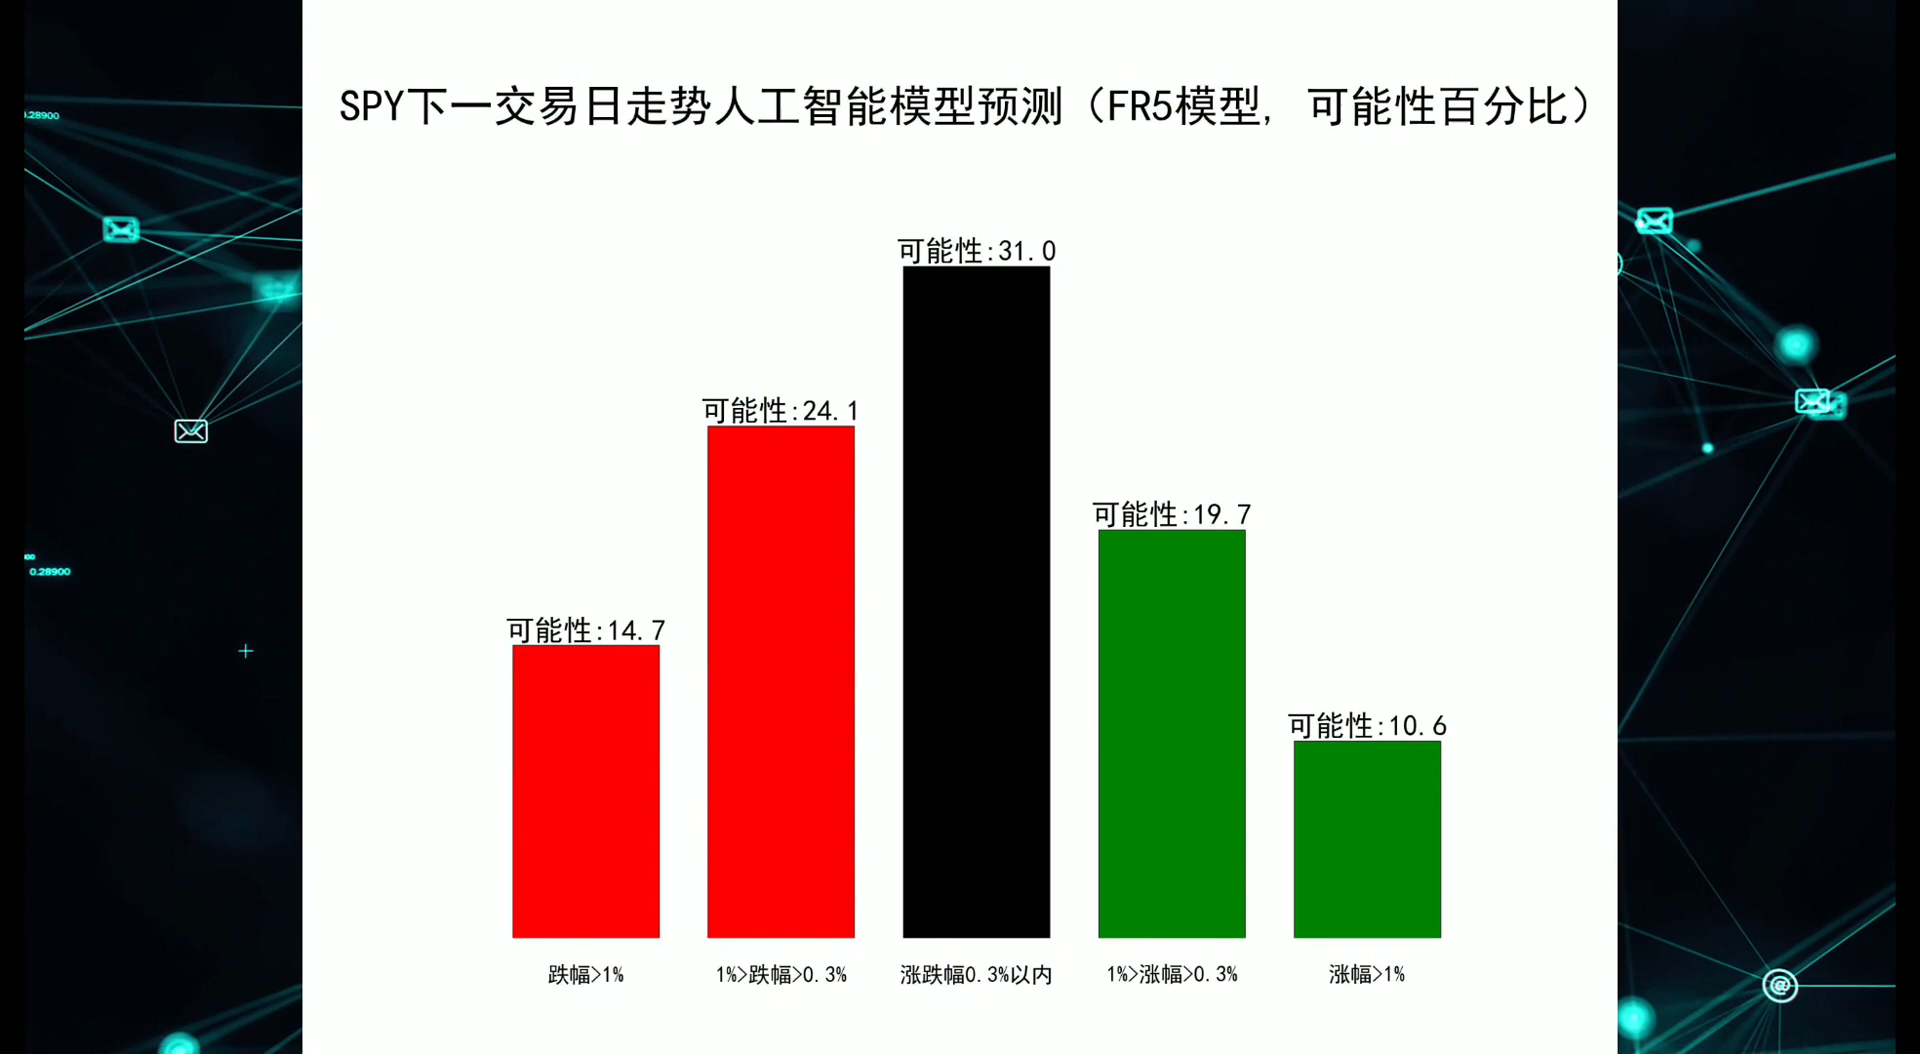 SPY下一交易日走势人工智能模型预测（FR5模型, 可能性百分比）
.28900
可能性:31.0
可能性:24.1
可能性:19.7
0.28900
可能性:14.7
可能性:10.6
跌幅>1%
1%>跌幅>0.3%
涨跌幅0.3%以内
1%>涨幅>0.3%
涨幅>1%
@